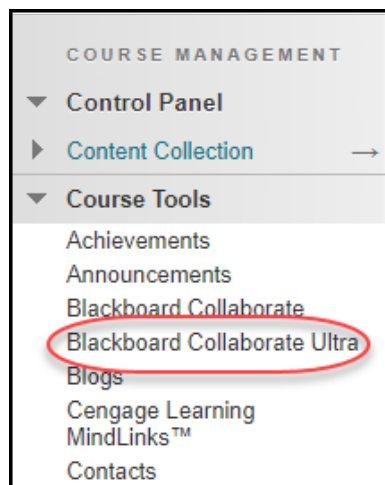 COURSE MANAGEMENT
Control Panel
Content Collection →
Course Tools
Achievements
Announcements
Blackboard Collaborate
Blackboard Collaborate Ultra
Blogs
Cengage Learning
MindLinks™
Contacts